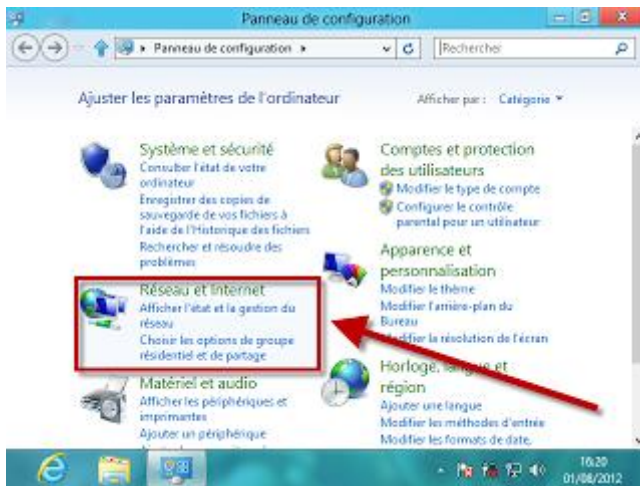 Panneau de configuration
Panneau de configuration
Rechercher
Ajuster les paramètres de l'ordinateur
Afficher par : Catégorie
Système et sécurité
Consulter l'état de votre
ordinateur
Enregistrer des copies de
sauvegarde de vos fichiers à
l'aide de l'Historique des fichiers
Rechercher et résoudre des
problèmes
Réseau et Internet
Afficher l'état et la gestion du
réseau
Choisir les options de groupe
résidentiel et de partage
Matériel et audio
Afficher les périphériques et
imprimantes
Ajouter un périphérique
Comptes et protection
des utilisateurs
Modifier le type de compte
Configurer le contrôle
parental pour un utilisateur
Apparence et
personnalisation
Modifier le thème
Modifier l'arrière-plan du
Bureau
Modifier la résolution de l'écran
Horloge, langue et
région
Ajouter une langue
Modifier les méthodes d'entrée
Modifier les formats de date,
16:20
01/08/2012